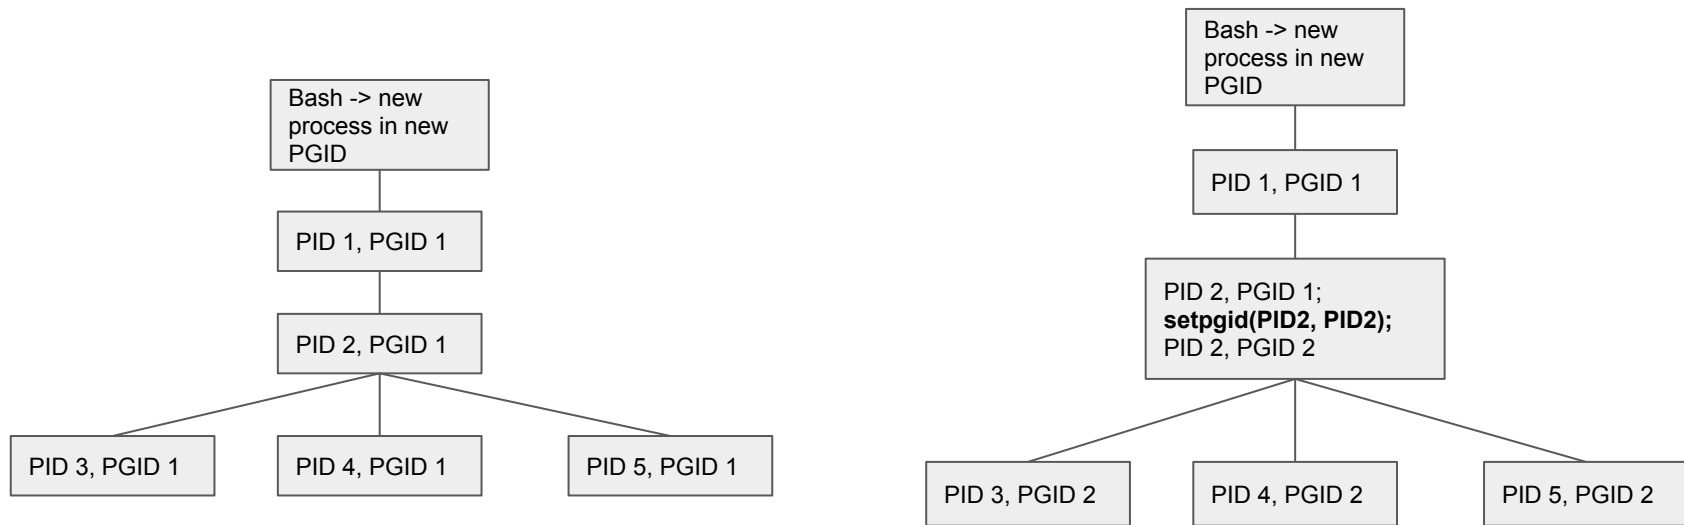 Bash -> new
process in new
PGID
PID 1, PGID 1
PID 2, PGID 1
PID 3, PGID 1
PID 4, PGID 1
PID 5, PGID 1
Bash -> new
process in new
PGID
PID 1, PGID 1
PID 2, PGID 1;
setpgid(PID2, PID2);
PID 2, PGID 2
PID 3, PGID 2
PID 4, PGID 2
PID 5, PGID 2